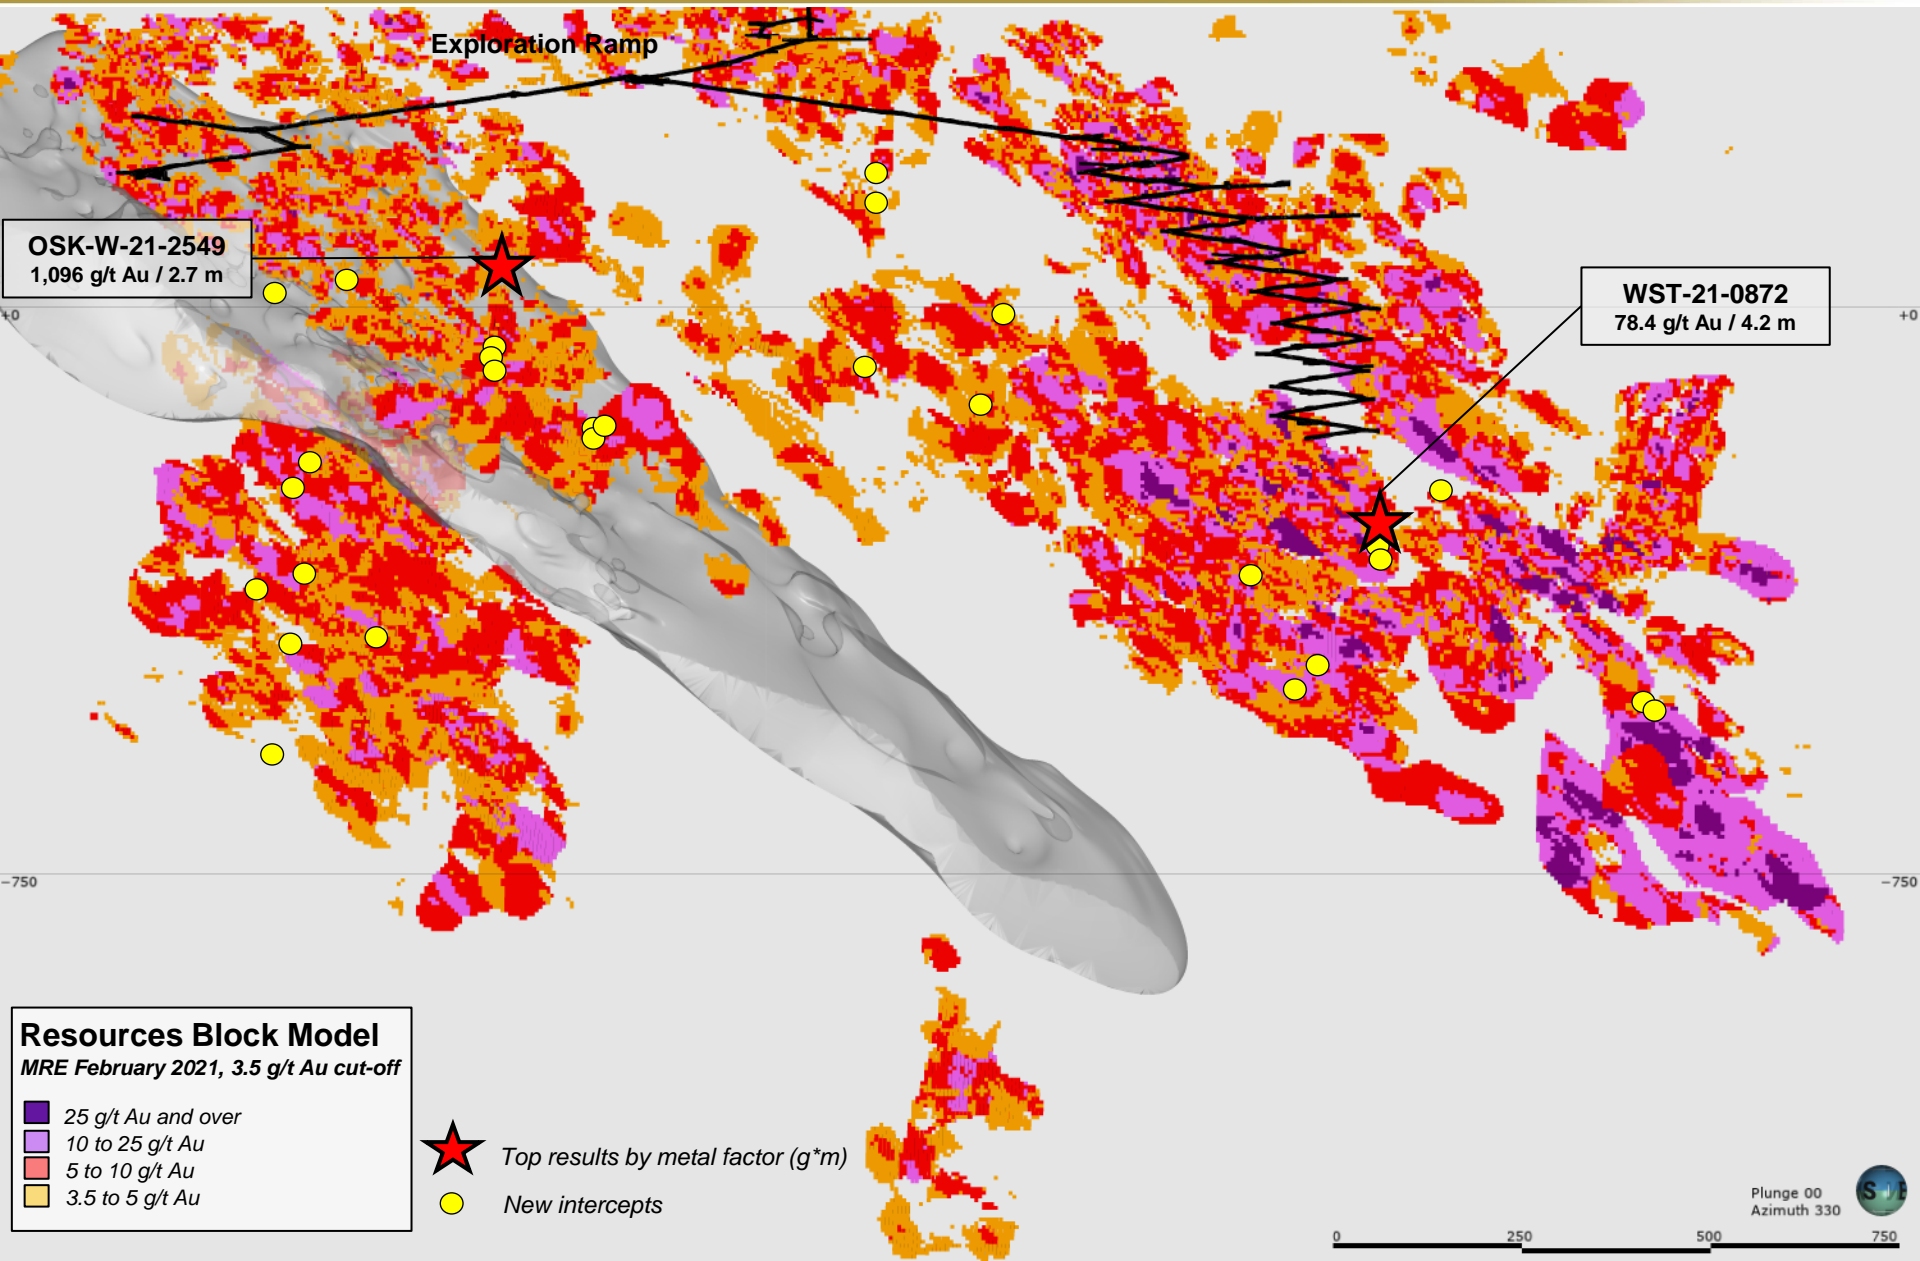 Exploration Ramp
OSK-W-21-2549
1,096 g/t Au / 2.7 m
WST-21-0872
78.4 g/t Au / 4.2 m
+0
+0
−750
−750
Resources Block Model
MRE February 2021, 3.5 g/t Au cut-off
25 g/t Au and over
10 to 25 g/t Au
5 to 10 g/t Au
3.5 to 5 g/t Au
Top results by metal factor (g*m)
New intercepts
Plunge 00
Azimuth 330
0 250 500 750